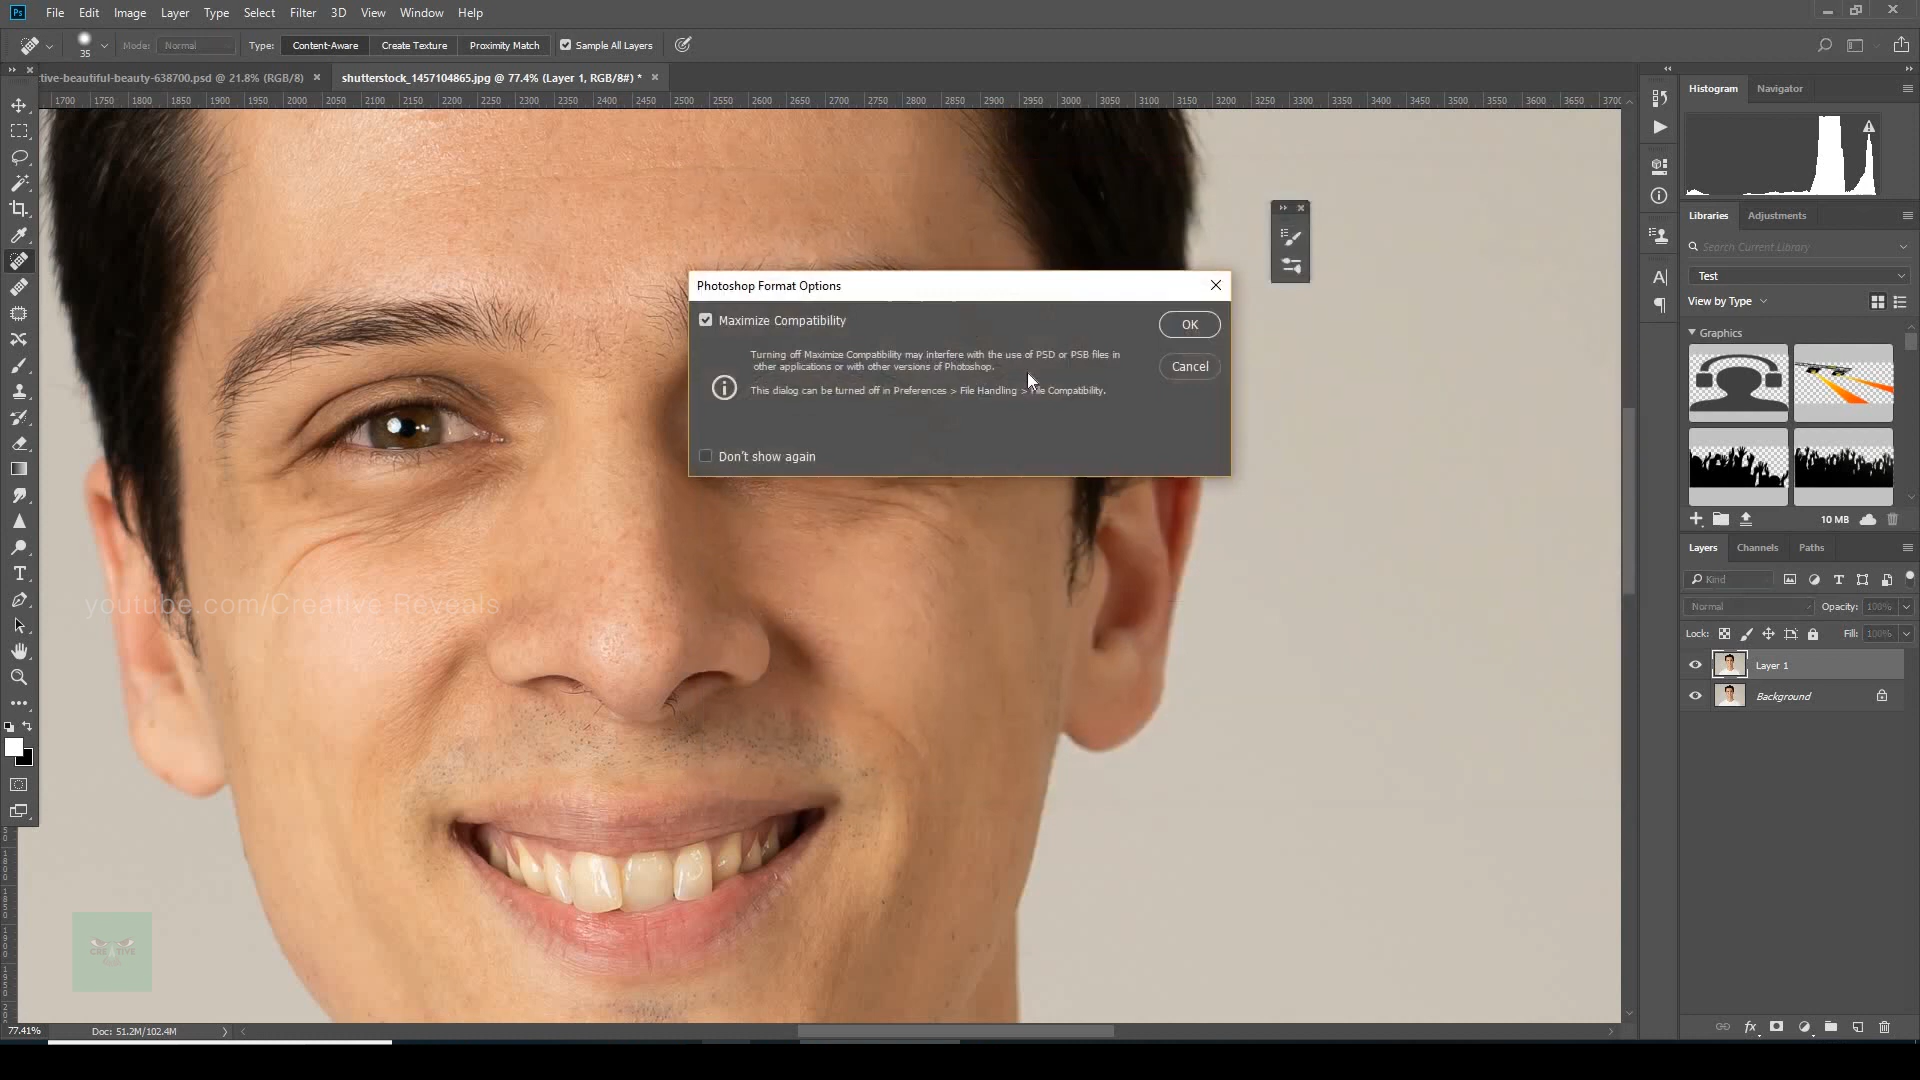 Ps File Edit Image Layer Type Select Filter 3D View Window Help
35 Mode: Normal Type: Content-Aware Create Texture Proximity Match Sample All Layers
tive-beautiful-beauty-638700.psd @ 21.8% (RGB/8) × shutterstock_1457104865.jpg @ 77.4% (Layer 1, RGB/8#) * ×
1700 1750 1800 1850 1900 1950 2000 2050 2100 2150 2200 2250 2300 2350 2400 2450 2500 2550 2600 2650 2700 2750 2800 2850 2900 2950 3000 3050 3100 3150 3200 3250 3300 3350 3400 3450 3500 3550 3600 3650 3700
Histogram Navigator
Libraries Adjustments
Search Current Library
Test
View by Type
Graphics
10 MB
Photoshop Format Options
Maximize Compatibility
OK
Turning off Maximize Compatibility may interfere with the use of PSD or PSB files in
other applications or with other versions of Photoshop.
Cancel
This dialog can be turned off in Preferences > File Handling > File Compatibility.
Don't show again
Layers Channels Paths
Kind
Normal Opacity: 100%
Lock: Fill: 100%
Layer 1
Background
youtube.com/Creative Reveals
CREATIVE
77.41% Doc: 51.2M/102.4M